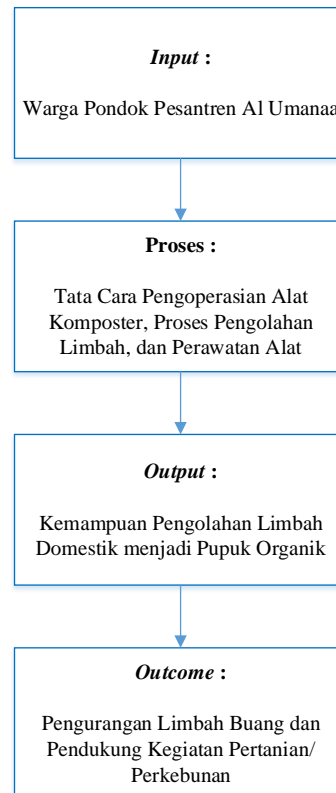 Input :
Warga Pondok Pesantren Al Umanaa
Proses :
Tata Cara Pengoperasian Alat
Komposter, Proses Pengolahan
Limbah, dan Perawatan Alat
Output :
Kemampuan Pengolahan Limbah
Domestik menjadi Pupuk Organik
Outcome :
Pengurangan Limbah Buang dan
Pendukung Kegiatan Pertanian/
Perkebunan